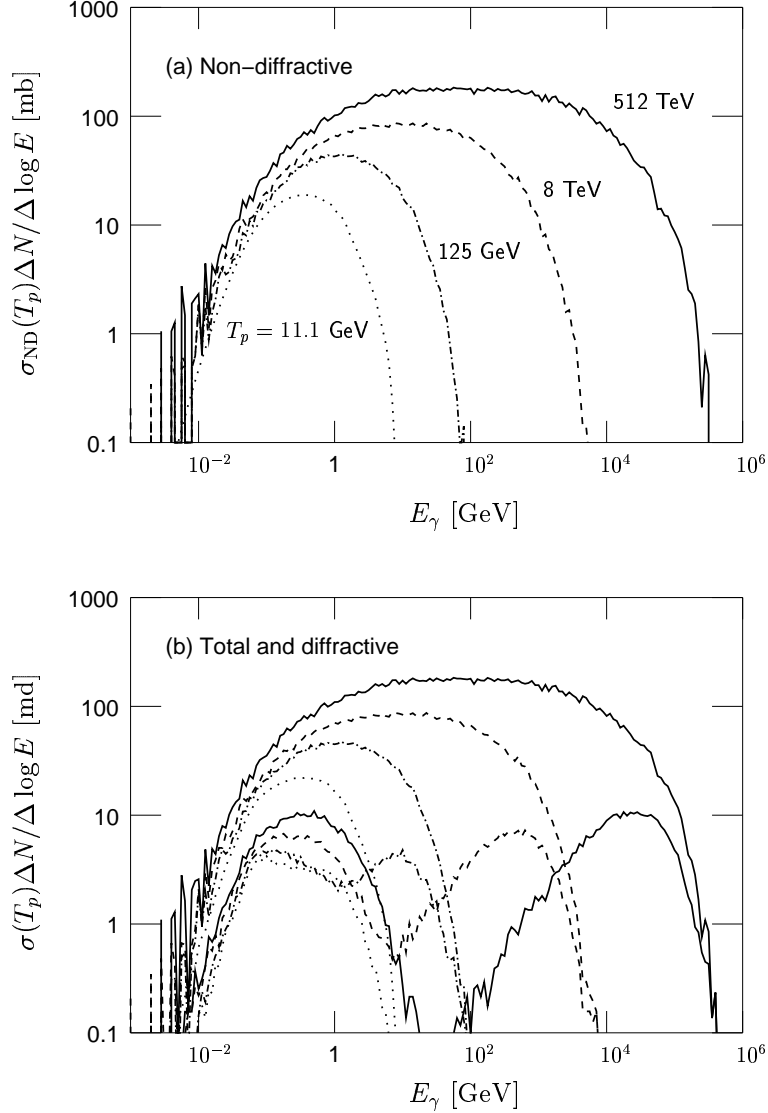 1000
(a) Non−diffractive
512 TeV
100
8 TeV
10
125 GeV
1
T_p = 11.1 GeV
0.1
σ_ND(T_p)ΔN/Δ log E [mb]
10^−2 1 10^2 10^4 10^6
E_γ [GeV]
1000
(b) Total and diffractive
100
10
1
0.1
σ(T_p)ΔN/Δ log E [md]
10^−2 1 10^2 10^4 10^6
E_γ [GeV]